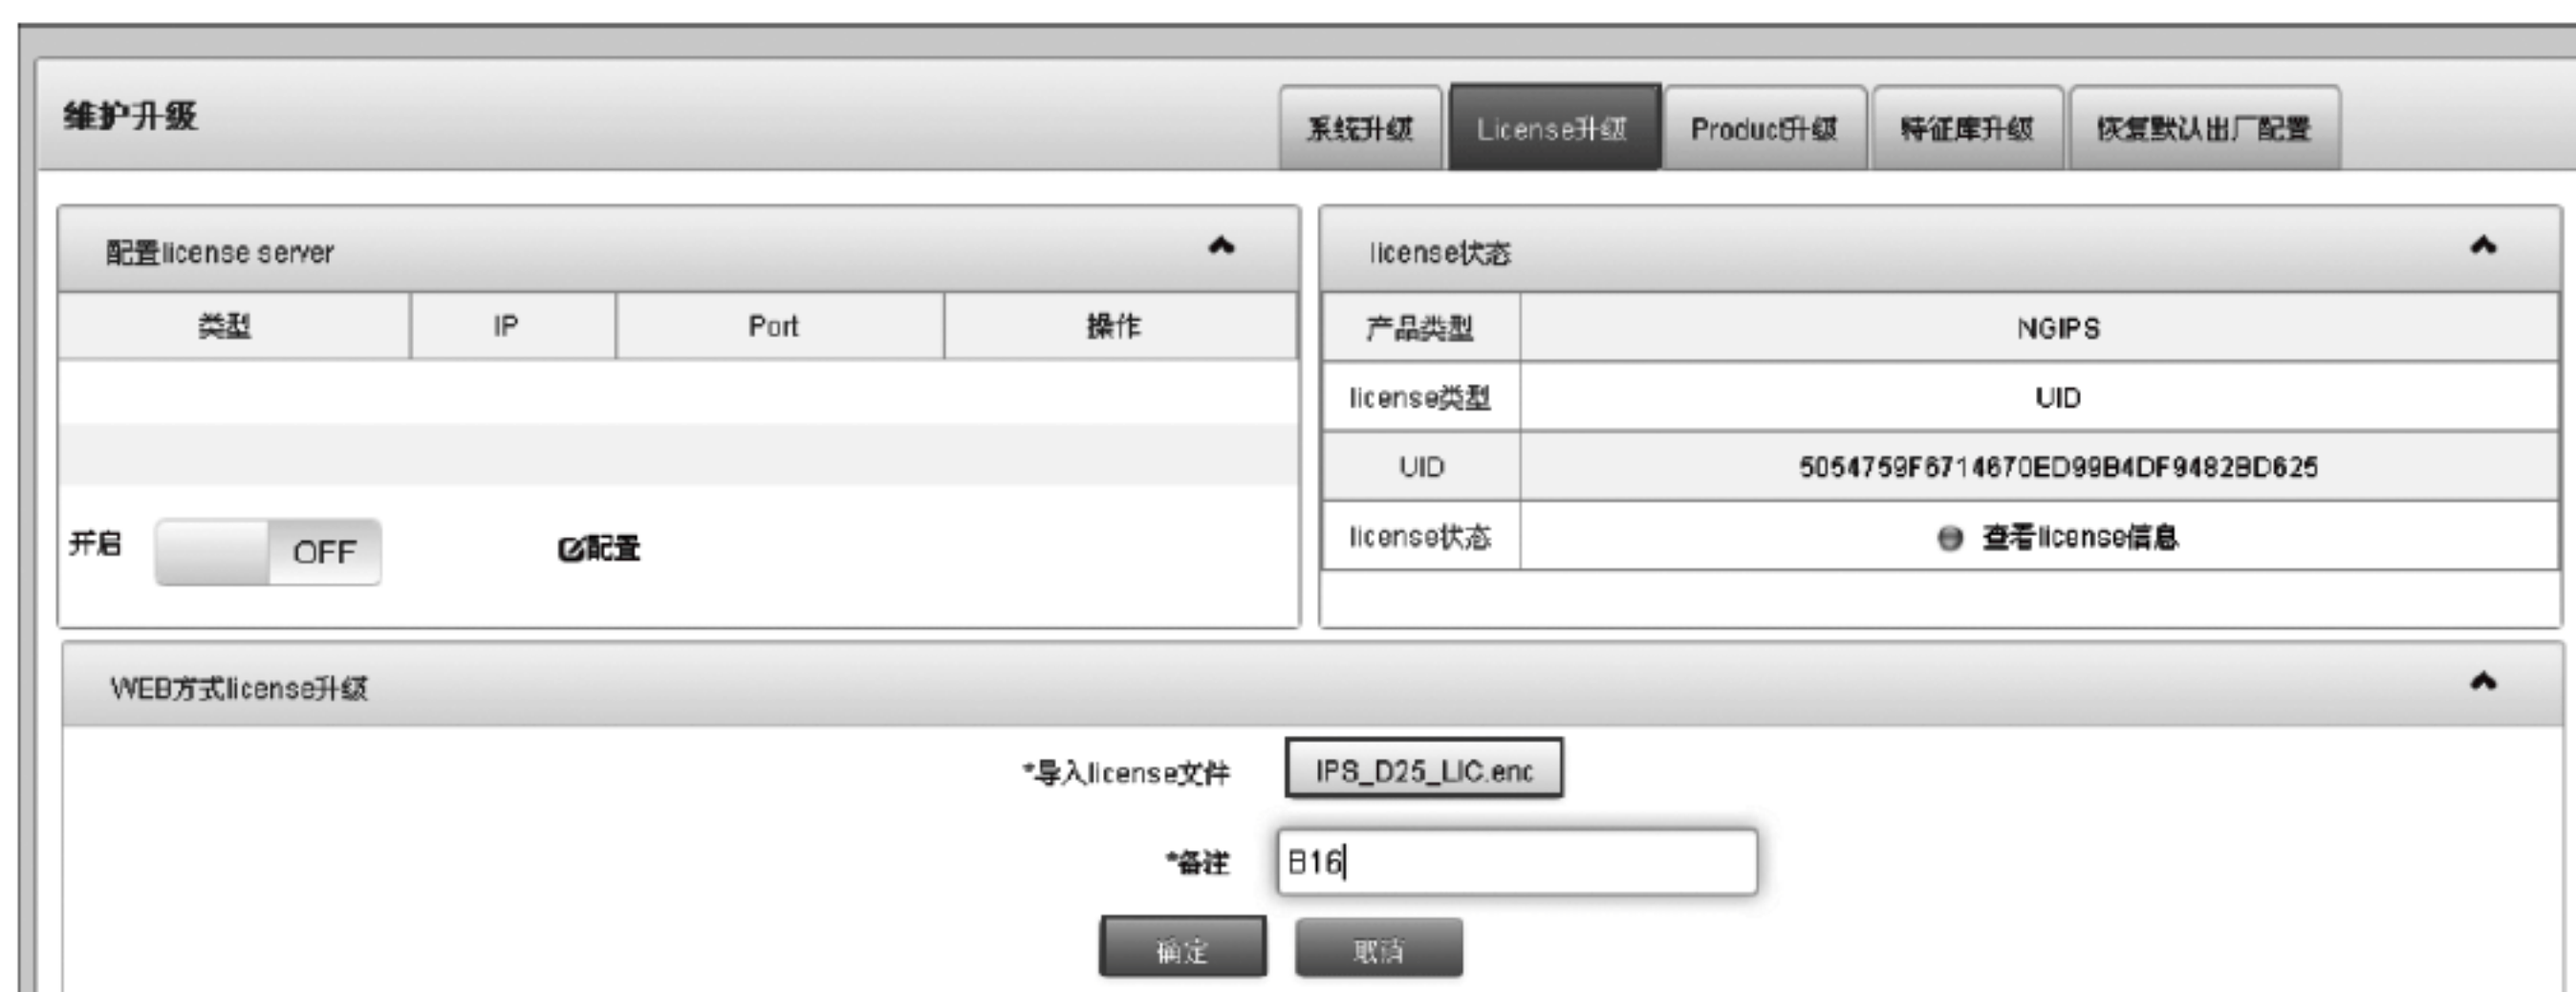 维护升级
系统升级 License升级 Product升级 特征库升级 恢复默认出厂配置
配置license server
类型 IP Port 操作
开启 OFF 配置
license状态
产品类型 NGIPS
license类型 UID
UID 5054759F6714670ED99B4DF9482BD625
license状态 查看license信息
WEB方式license升级
*导入license文件 IPS_D25_LIC.enc
*备注 B16
确定 取消